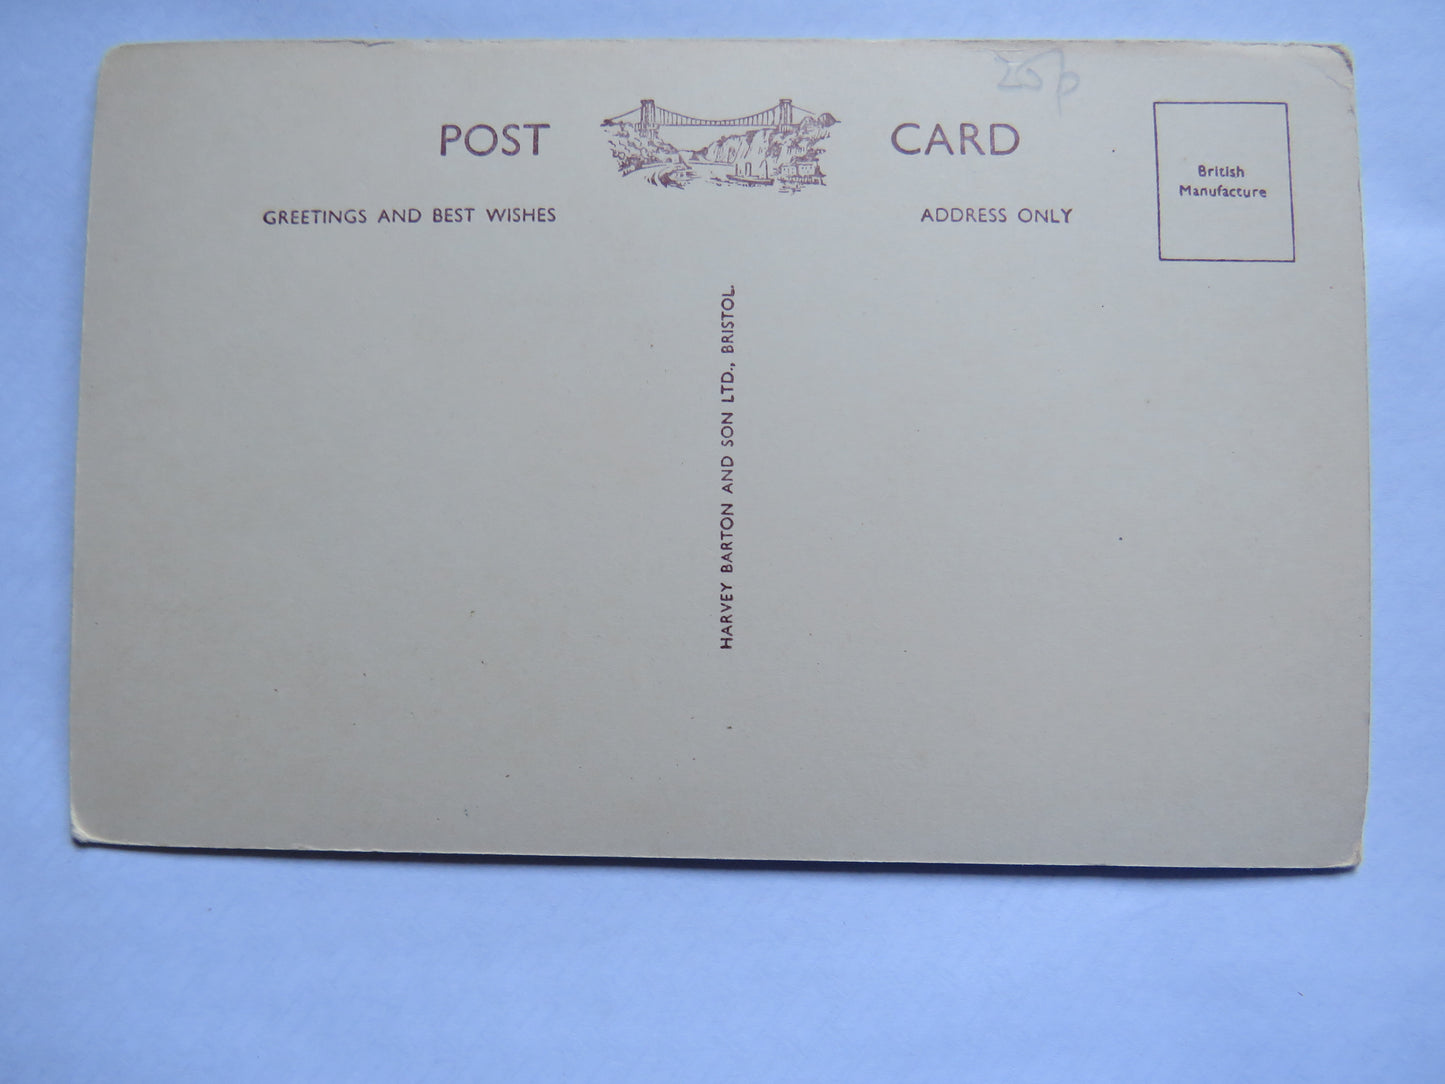 25p
POST CARD
British
Manufacture
GREETINGS AND BEST WISHES
ADDRESS ONLY
HARVEY BARTON AND SON LTD., BRISTOL.